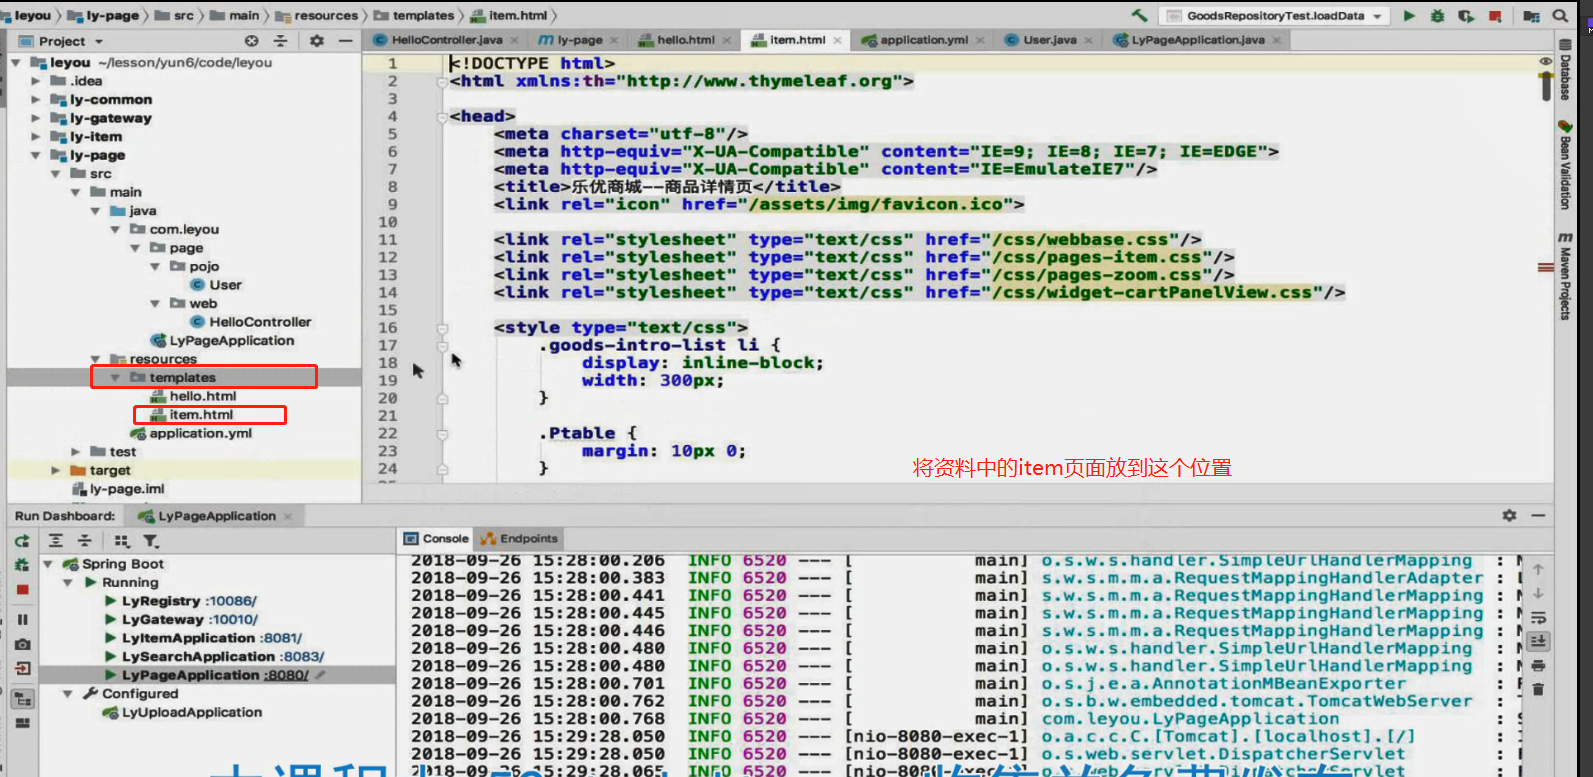 leyou ly-page src main resources templates item.html GoodsRepositoryTest.loadData
Project HelloController.java ly-page hello.html item.html application.yml User.java LyPageApplication.java
leyou ~/lesson/yun6/code/leyou
.idea
ly-common
ly-gateway
ly-item
ly-page
src
main
java
com.leyou
page
pojo
User
web
HelloController
LyPageApplication
resources
templates
hello.html
item.html
application.yml
test
target
ly-page.iml
1 <!DOCTYPE html>
2 <html xmlns:th="http://www.thymeleaf.org">
3
4 <head>
5 <meta charset="utf-8"/>
6 <meta http-equiv="X-UA-Compatible" content="IE=9; IE=8; IE=7; IE=EDGE">
7 <meta http-equiv="X-UA-Compatible" content="IE=EmulateIE7"/>
8 <title>乐优商城--商品详情页</title>
9 <link rel="icon" href="/assets/img/favicon.ico">
10
11 <link rel="stylesheet" type="text/css" href="/css/webbase.css"/>
12 <link rel="stylesheet" type="text/css" href="/css/pages-item.css"/>
13 <link rel="stylesheet" type="text/css" href="/css/pages-zoom.css"/>
14 <link rel="stylesheet" type="text/css" href="/css/widget-cartPanelView.css"/>
15
16 <style type="text/css">
17 .goods-intro-list li {
18 display: inline-block;
19 width: 300px;
20 }
21
22 .Ptable {
23 margin: 10px 0;
24 }
将资料中的item页面放到这个位置
Database
Bean Validation
Maven Projects
Run Dashboard: LyPageApplication
Console Endpoints
Spring Boot
Running
LyRegistry :10086/
LyGateway :10010/
LyItemApplication :8081/
LySearchApplication :8083/
LyPageApplication :8080/
Configured
LyUploadApplication
2018-09-26 15:28:00.206 INFO 6520 --- [ main] o.s.w.s.handler.SimpleUrlHandlerMapping :
2018-09-26 15:28:00.383 INFO 6520 --- [ main] s.w.s.m.m.a.RequestMappingHandlerAdapter :
2018-09-26 15:28:00.441 INFO 6520 --- [ main] s.w.s.m.m.a.RequestMappingHandlerMapping :
2018-09-26 15:28:00.445 INFO 6520 --- [ main] s.w.s.m.m.a.RequestMappingHandlerMapping :
2018-09-26 15:28:00.446 INFO 6520 --- [ main] s.w.s.m.m.a.RequestMappingHandlerMapping :
2018-09-26 15:28:00.480 INFO 6520 --- [ main] o.s.w.s.handler.SimpleUrlHandlerMapping :
2018-09-26 15:28:00.480 INFO 6520 --- [ main] o.s.w.s.handler.SimpleUrlHandlerMapping :
2018-09-26 15:28:00.701 INFO 6520 --- [ main] o.s.j.e.a.AnnotationMBeanExporter :
2018-09-26 15:28:00.762 INFO 6520 --- [ main] o.s.b.w.embedded.tomcat.TomcatWebServer :
2018-09-26 15:28:00.768 INFO 6520 --- [ main] com.leyou.LyPageApplication :
2018-09-26 15:29:28.050 INFO 6520 --- [nio-8080-exec-1] o.a.c.c.C.[Tomcat].[localhost].[/] :
2018-09-26 15:29:28.050 INFO 6520 --- [nio-8080-exec-1] o.s.web.servlet.DispatcherServlet :
2018-09-26 15:29:28.065 INFO 6520 --- [nio-8080-exec-1] o.s.web.servlet.DispatcherServlet :